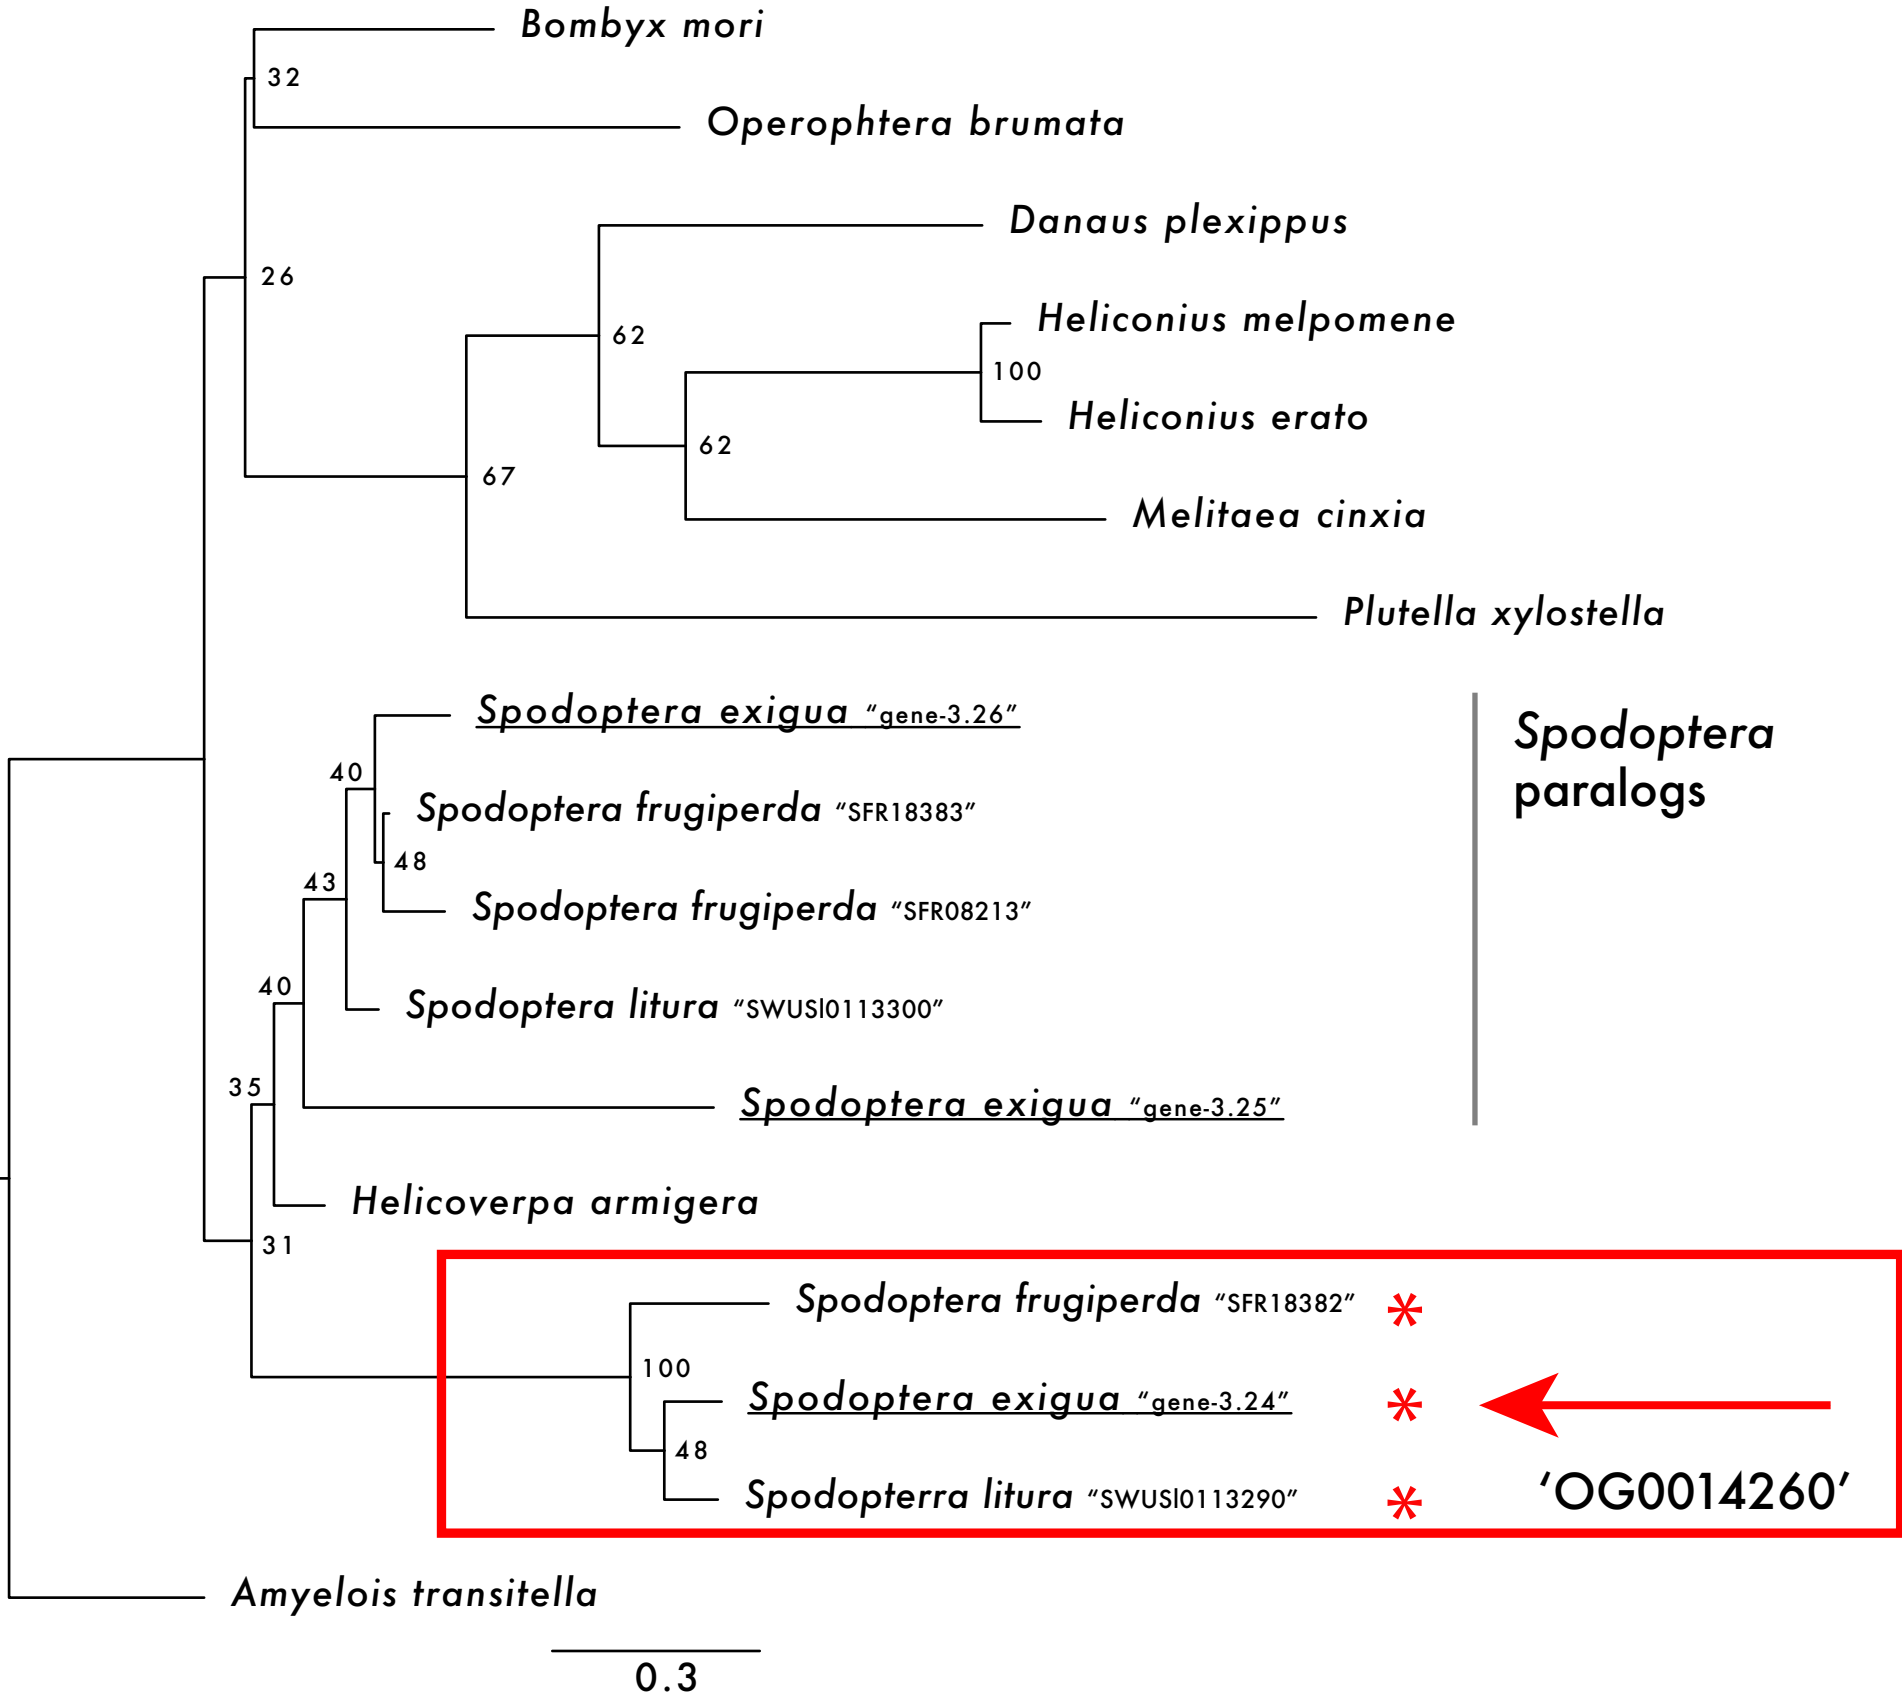 Bombyx mori
32
Operophtera brumata
Danaus plexippus
26
Heliconius melpomene
62
100
Heliconius erato
62
67
Melitaea cinxia
Plutella xylostella
Spodoptera exigua “gene-3.26”
Spodoptera
paralogs
40
Spodoptera frugiperda “SFR18383”
48
43
Spodoptera frugiperda “SFR08213”
40
Spodoptera litura “SWUSl0113300”
35
Spodoptera exigua “gene-3.25”
Helicoverpa armigera
31
Spodoptera frugiperda “SFR18382” *
100
Spodoptera exigua “gene-3.24” *
48
Spodopterra litura “SWUSl0113290” *
‘OG0014260’
Amyelois transitella
0.3